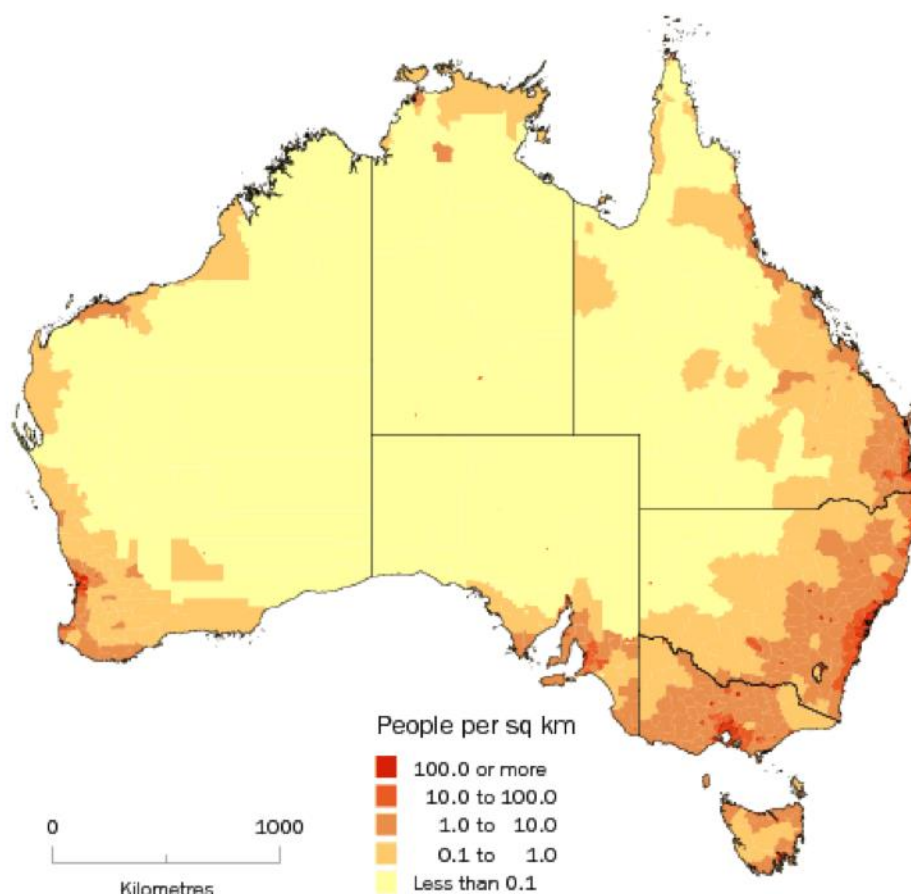 People per sq km
100.0 or more
10.0 to 100.0
1.0 to 10.0
0.1 to 1.0
Less than 0.1
0 1000
Kilometres